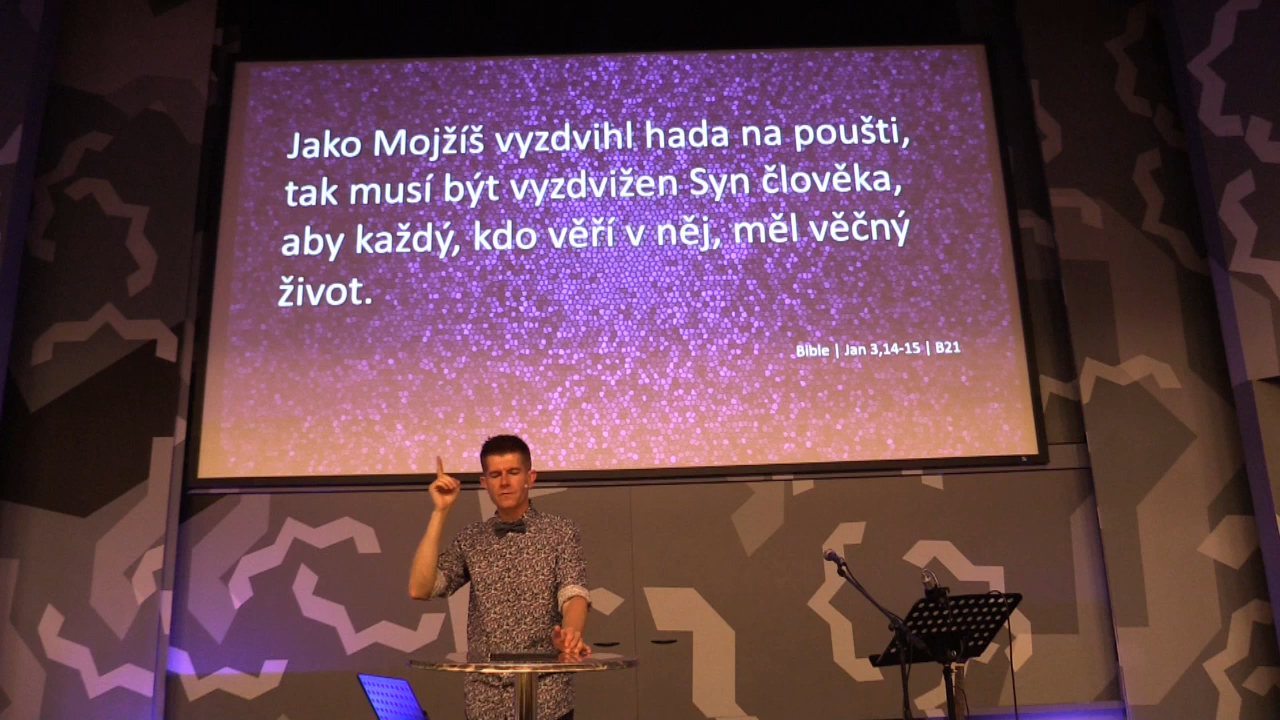 Jako Mojžíš vyzdvihl hada na poušti,
tak musí být vyzdvižen Syn člověka,
aby každý, kdo věří v něj, měl věčný
život.
Bible | Jan 3,14-15 | B21